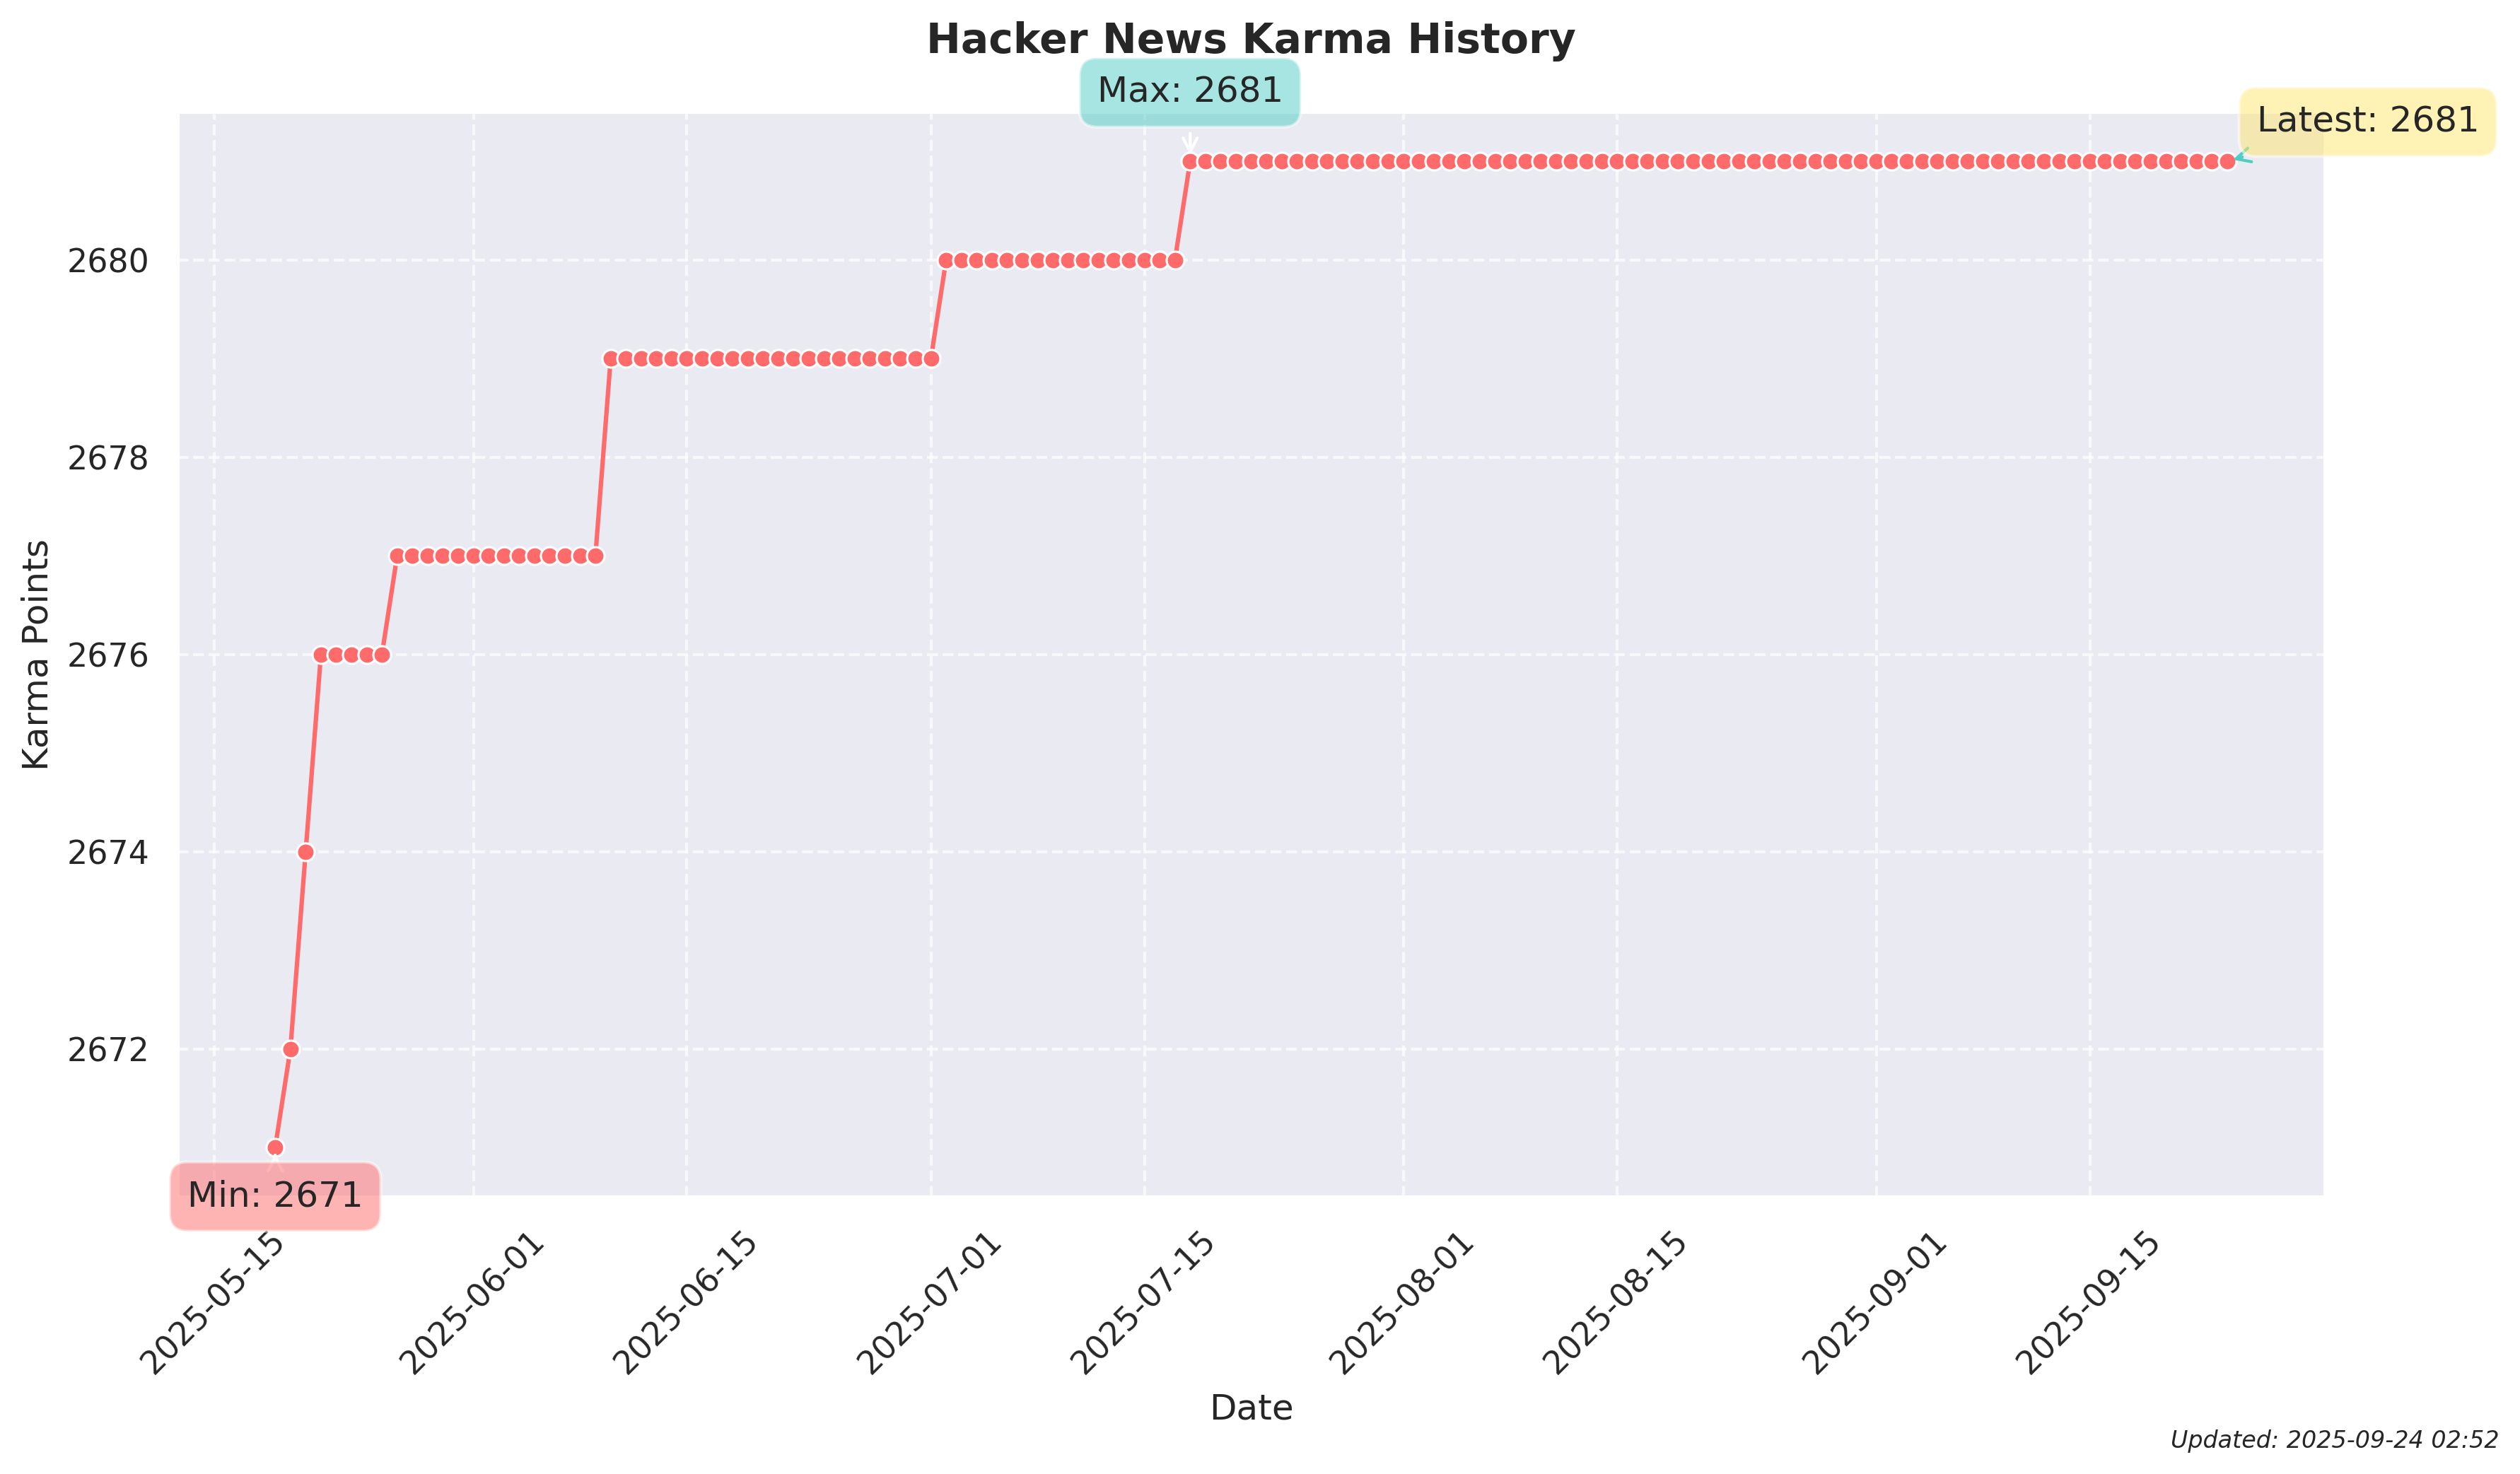 Hacker News Karma History
Max: 2681
Latest: 2681
2680
2678
2676
2674
2672
Karma Points
Min: 2671
2025-05-15
2025-06-01
2025-06-15
2025-07-01
2025-07-15
2025-08-01
2025-08-15
2025-09-01
2025-09-15
Date
Updated: 2025-09-24 02:52